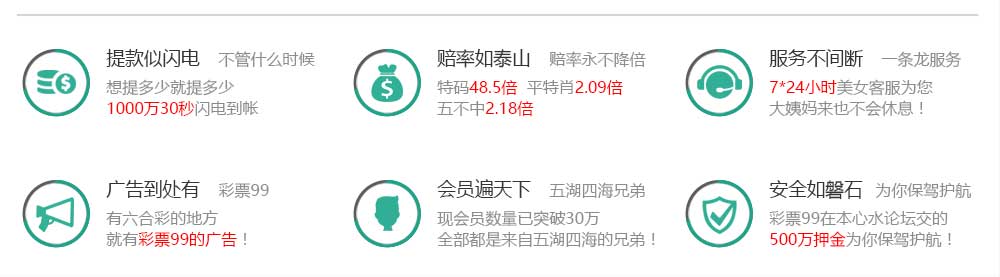 提款似闪电 不管什么时候
想提多少就提多少
1000万30秒闪电到帐
赔率如泰山 赔率永不降倍
特码48.5倍 平特肖2.09倍
五不中2.18倍
服务不间断 一条龙服务
7*24小时美女客服为您
大姨妈来也不会休息！
广告到处有 彩票99
有六合彩的地方
就有彩票99的广告！
会员遍天下 五湖四海兄弟
现会员数量已突破30万
全部都是来自五湖四海的兄弟！
安全如磐石 为你保驾护航
彩票99在本心水论坛交的
500万押金为你保驾护航！